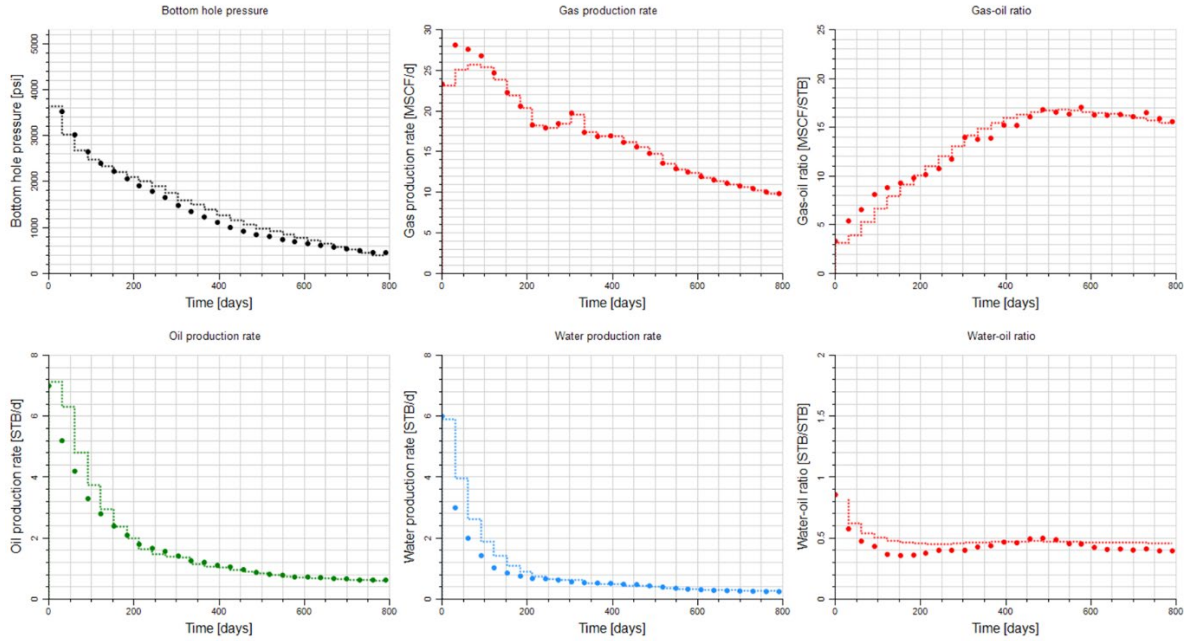 Bottom hole pressure
Bottom hole pressure [psi]
5000
4000
3000
2000
1000
0
0 200 400 600 800
Time [days]
Gas production rate
Gas production rate [MSCF/d]
30
25
20
15
10
5
0
0 200 400 600 800
Time [days]
Gas-oil ratio
Gas-oil ratio [MSCF/STB]
25
20
15
10
5
0
0 200 400 600 800
Time [days]
Oil production rate
Oil production rate [STB/d]
8
6
4
2
0
0 200 400 600 800
Time [days]
Water production rate
Water production rate [STB/d]
8
6
4
2
0
0 200 400 600 800
Time [days]
Water-oil ratio
Water-oil ratio [STB/STB]
2
1.5
1
0.5
0
0 200 400 600 800
Time [days]